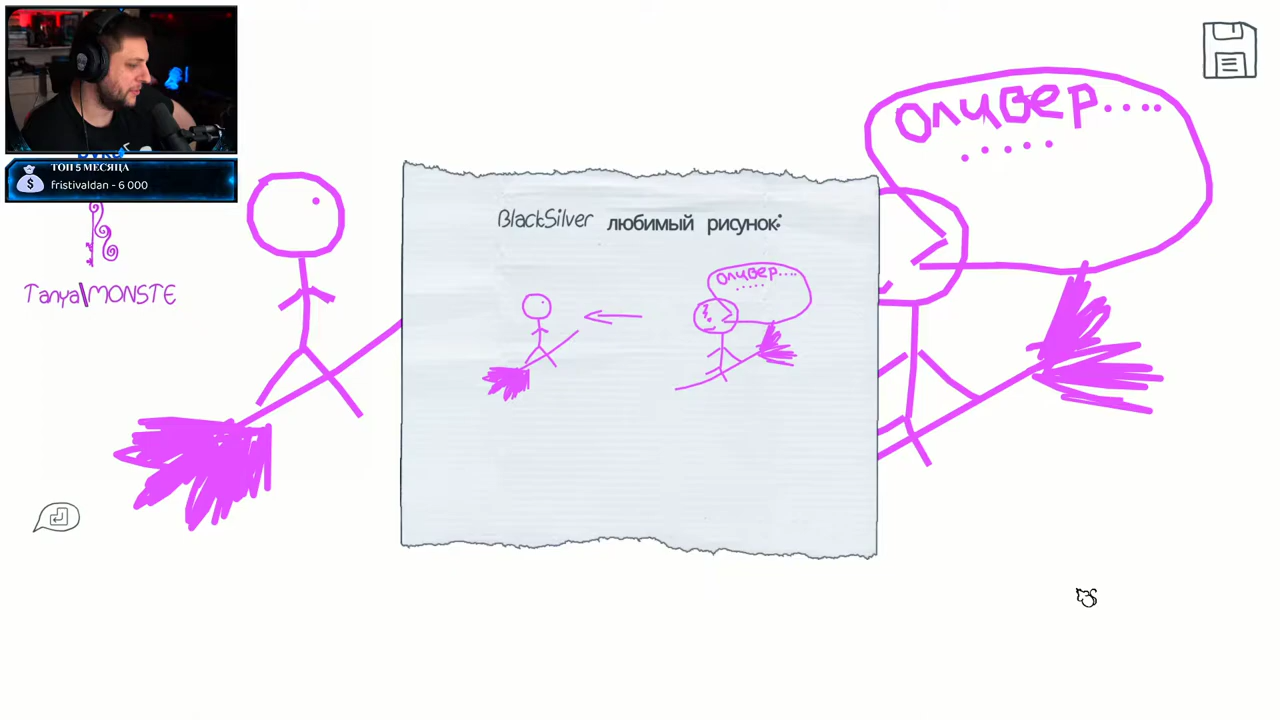 ТОП 5 МЕСЯЦА
fristivaldan - 6 000
Tanya\MONSTE
оливер....
.....
BlackSilver любимый рисунок:
оливер....
.....